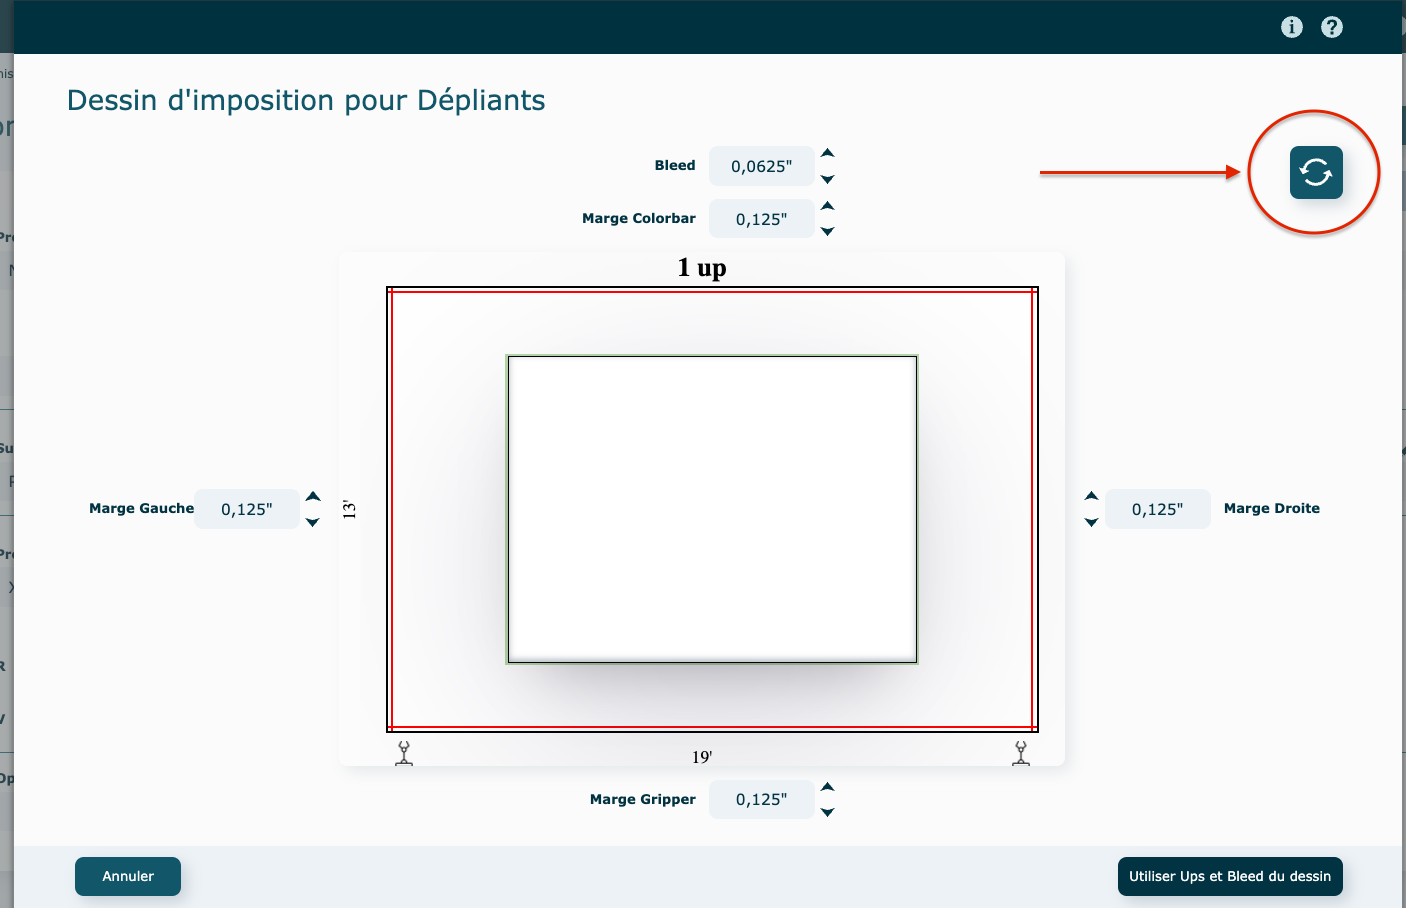 Dessin d'imposition pour Dépliants
Bleed 0,0625"
Marge Colorbar 0,125"
1 up
Marge Gauche 0,125"
13'
0,125" Marge Droite
19'
Marge Gripper 0,125"
Annuler
Utiliser Ups et Bleed du dessin